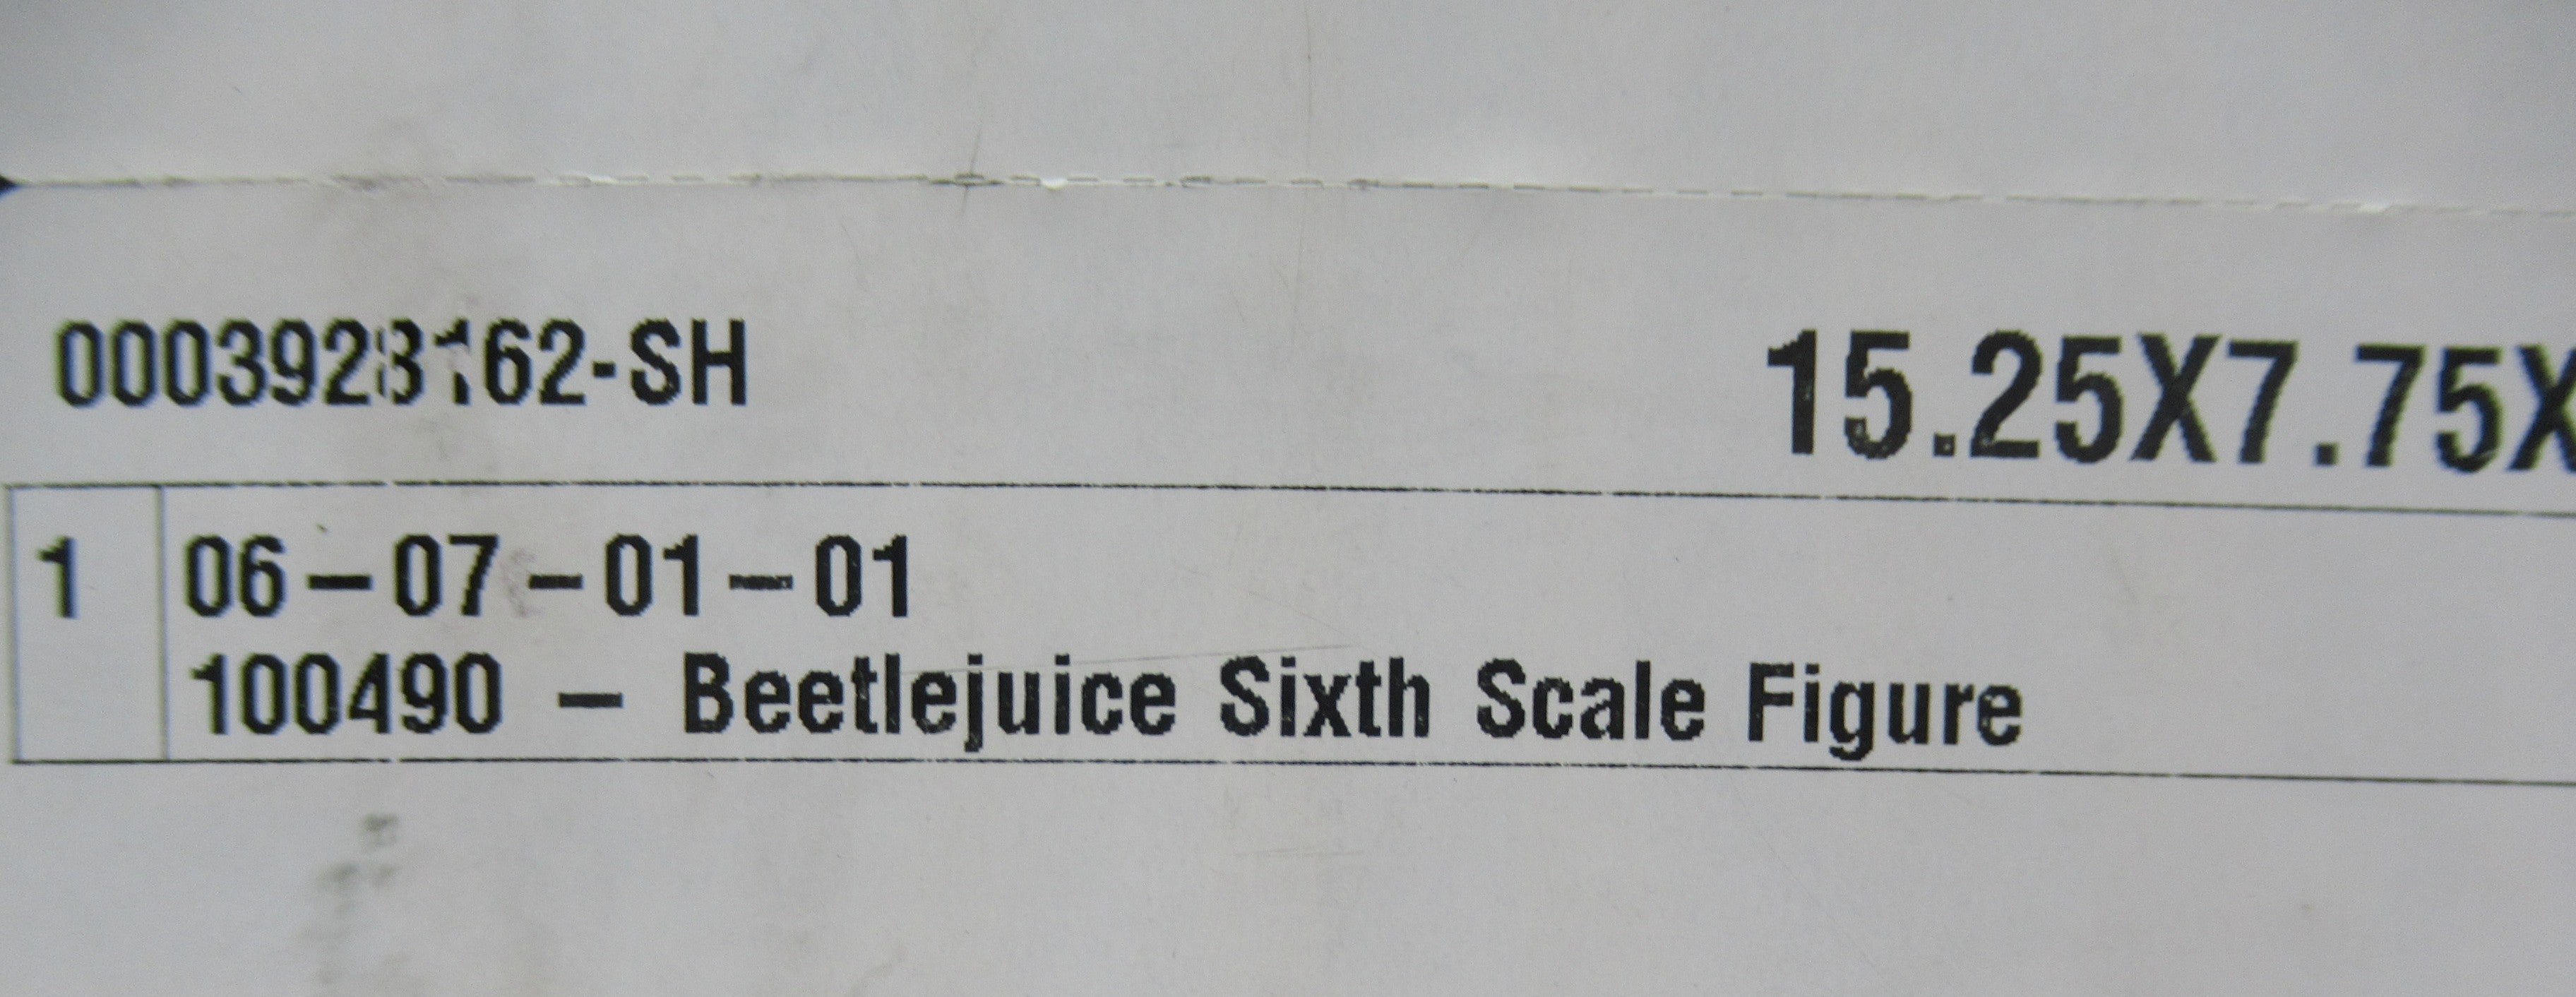 0003928162-SH 15.25X7.75X
1 06-07-01-01
100490 - Beetlejuice Sixth Scale Figure